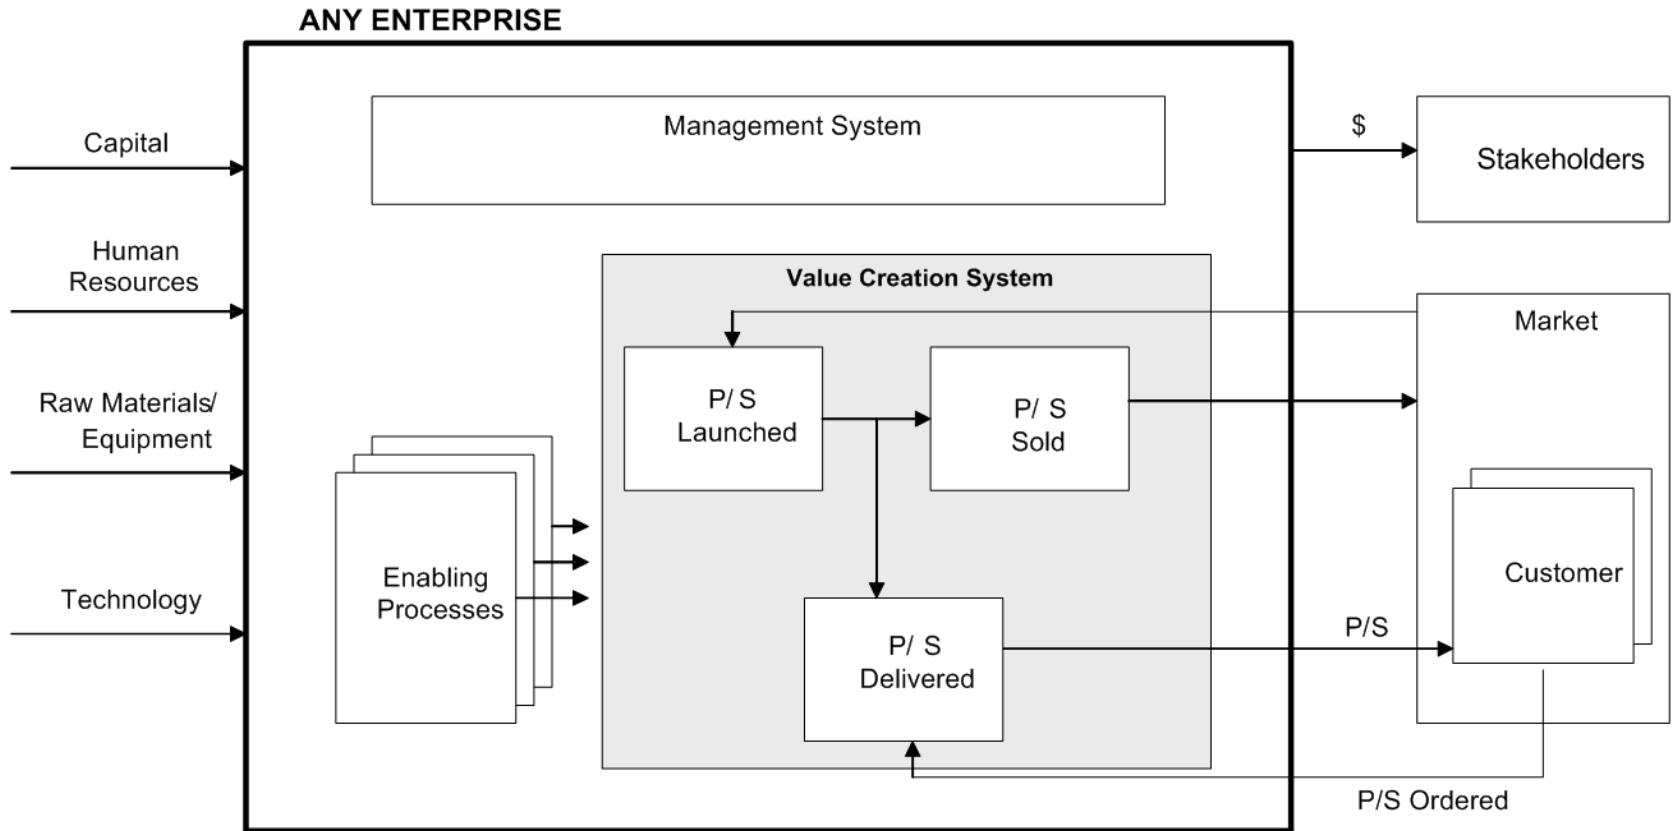 ANY ENTERPRISE
Capital
Human
Resources
Raw Materials/
Equipment
Technology
Management System
Value Creation System
P/ S
Launched
P/ S
Sold
P/ S
Delivered
Enabling
Processes
$
Stakeholders
Market
Customer
P/S
P/S Ordered